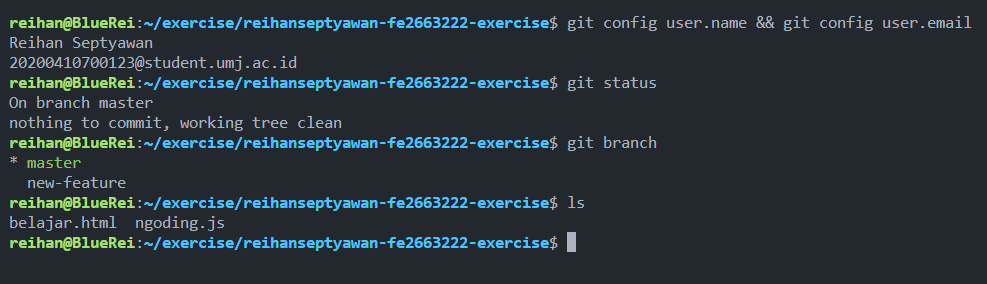 reihan@BlueRei:~/exercise/reihanseptyawan-fe2663222-exercise$ git config user.name && git config user.email
Reihan Septyawan
20200410700123@student.umj.ac.id
reihan@BlueRei:~/exercise/reihanseptyawan-fe2663222-exercise$ git status
On branch master
nothing to commit, working tree clean
reihan@BlueRei:~/exercise/reihanseptyawan-fe2663222-exercise$ git branch
* master
  new-feature
reihan@BlueRei:~/exercise/reihanseptyawan-fe2663222-exercise$ ls
belajar.html  ngoding.js
reihan@BlueRei:~/exercise/reihanseptyawan-fe2663222-exercise$